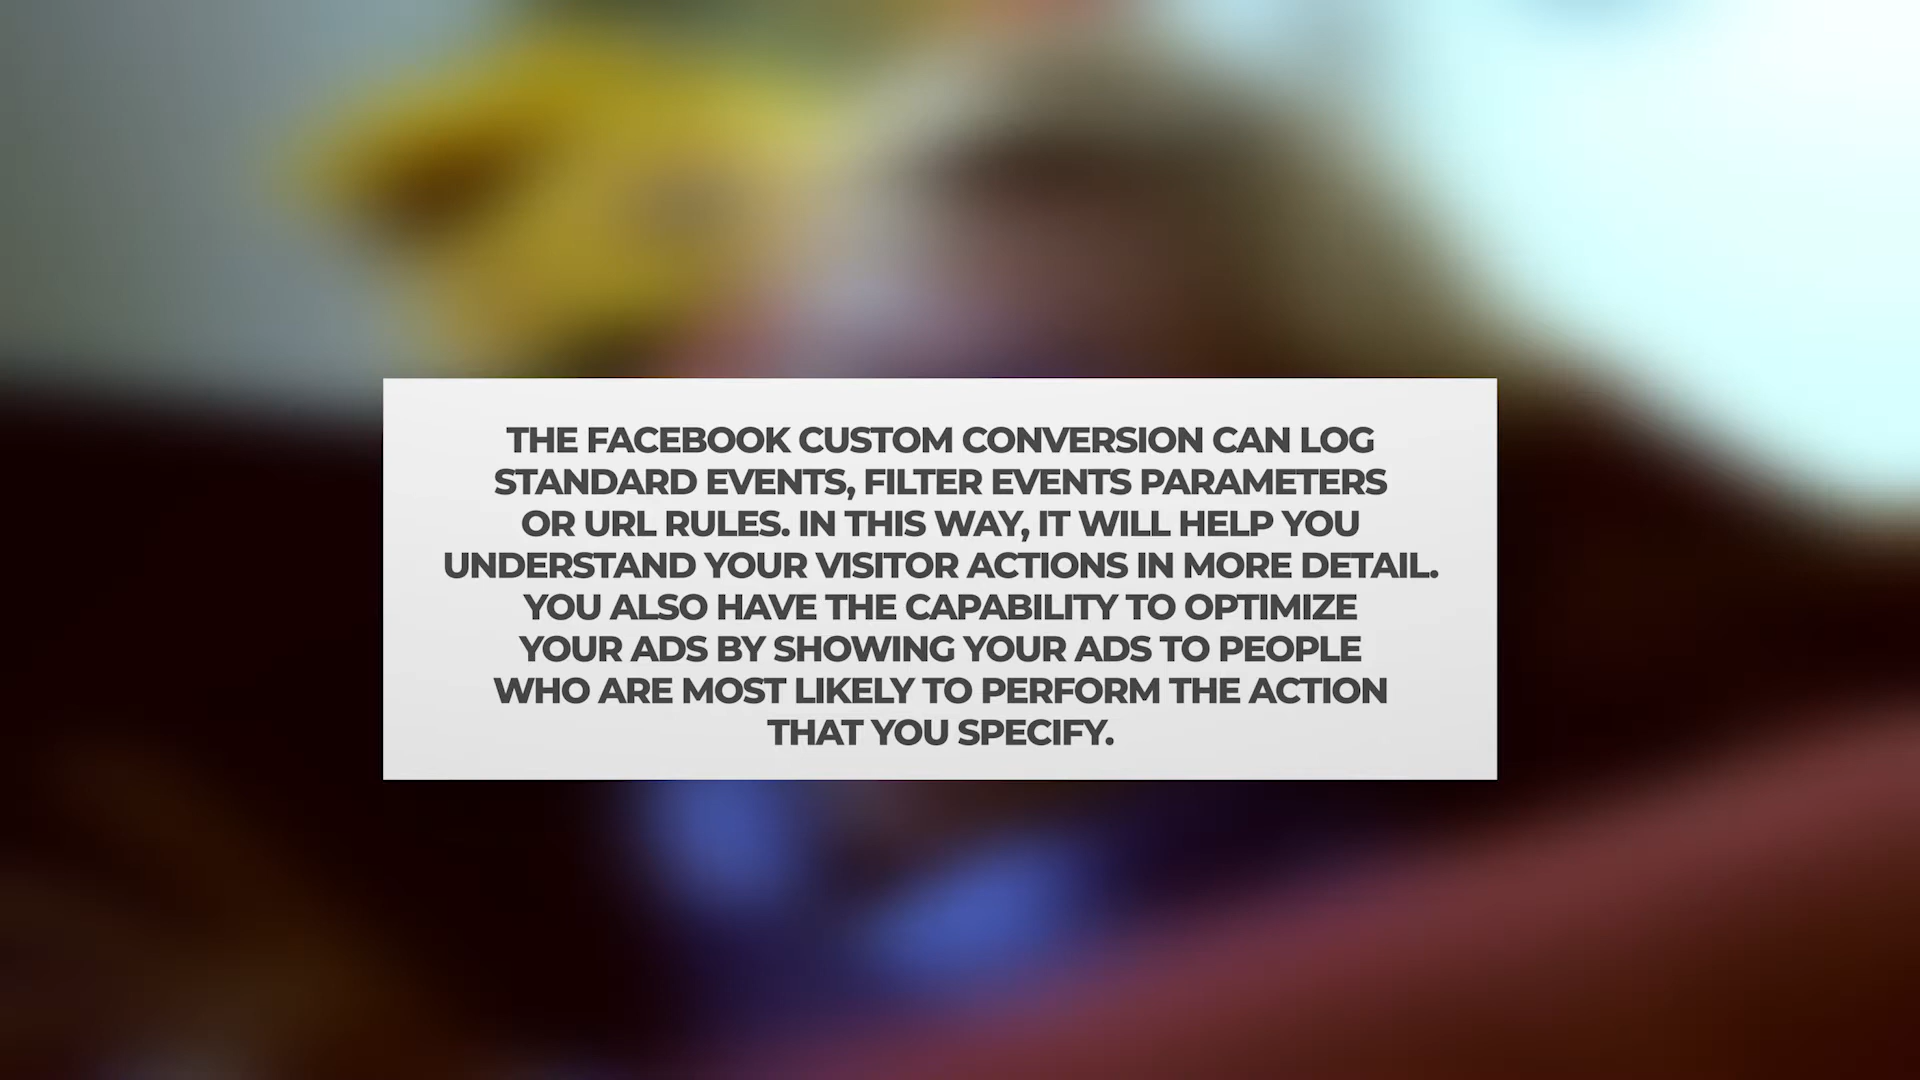 THE FACEBOOK CUSTOM CONVERSION CAN LOG
STANDARD EVENTS, FILTER EVENTS PARAMETERS
OR URL RULES. IN THIS WAY, IT WILL HELP YOU
UNDERSTAND YOUR VISITOR ACTIONS IN MORE DETAIL.
YOU ALSO HAVE THE CAPABILITY TO OPTIMIZE
YOUR ADS BY SHOWING YOUR ADS TO PEOPLE
WHO ARE MOST LIKELY TO PERFORM THE ACTION
THAT YOU SPECIFY.